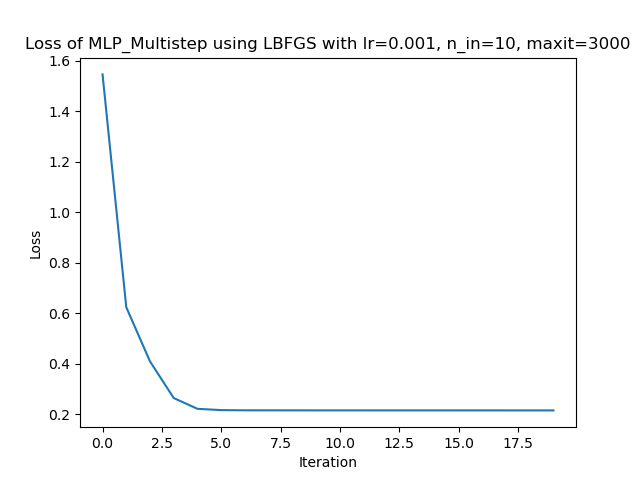 Loss of MLP_Multistep using LBFGS with lr=0.001, n_in=10, maxit=3000
1.6
1.4
1.2
1.0
0.8
0.6
0.4
0.2
Loss
0.0 2.5 5.0 7.5 10.0 12.5 15.0 17.5
Iteration